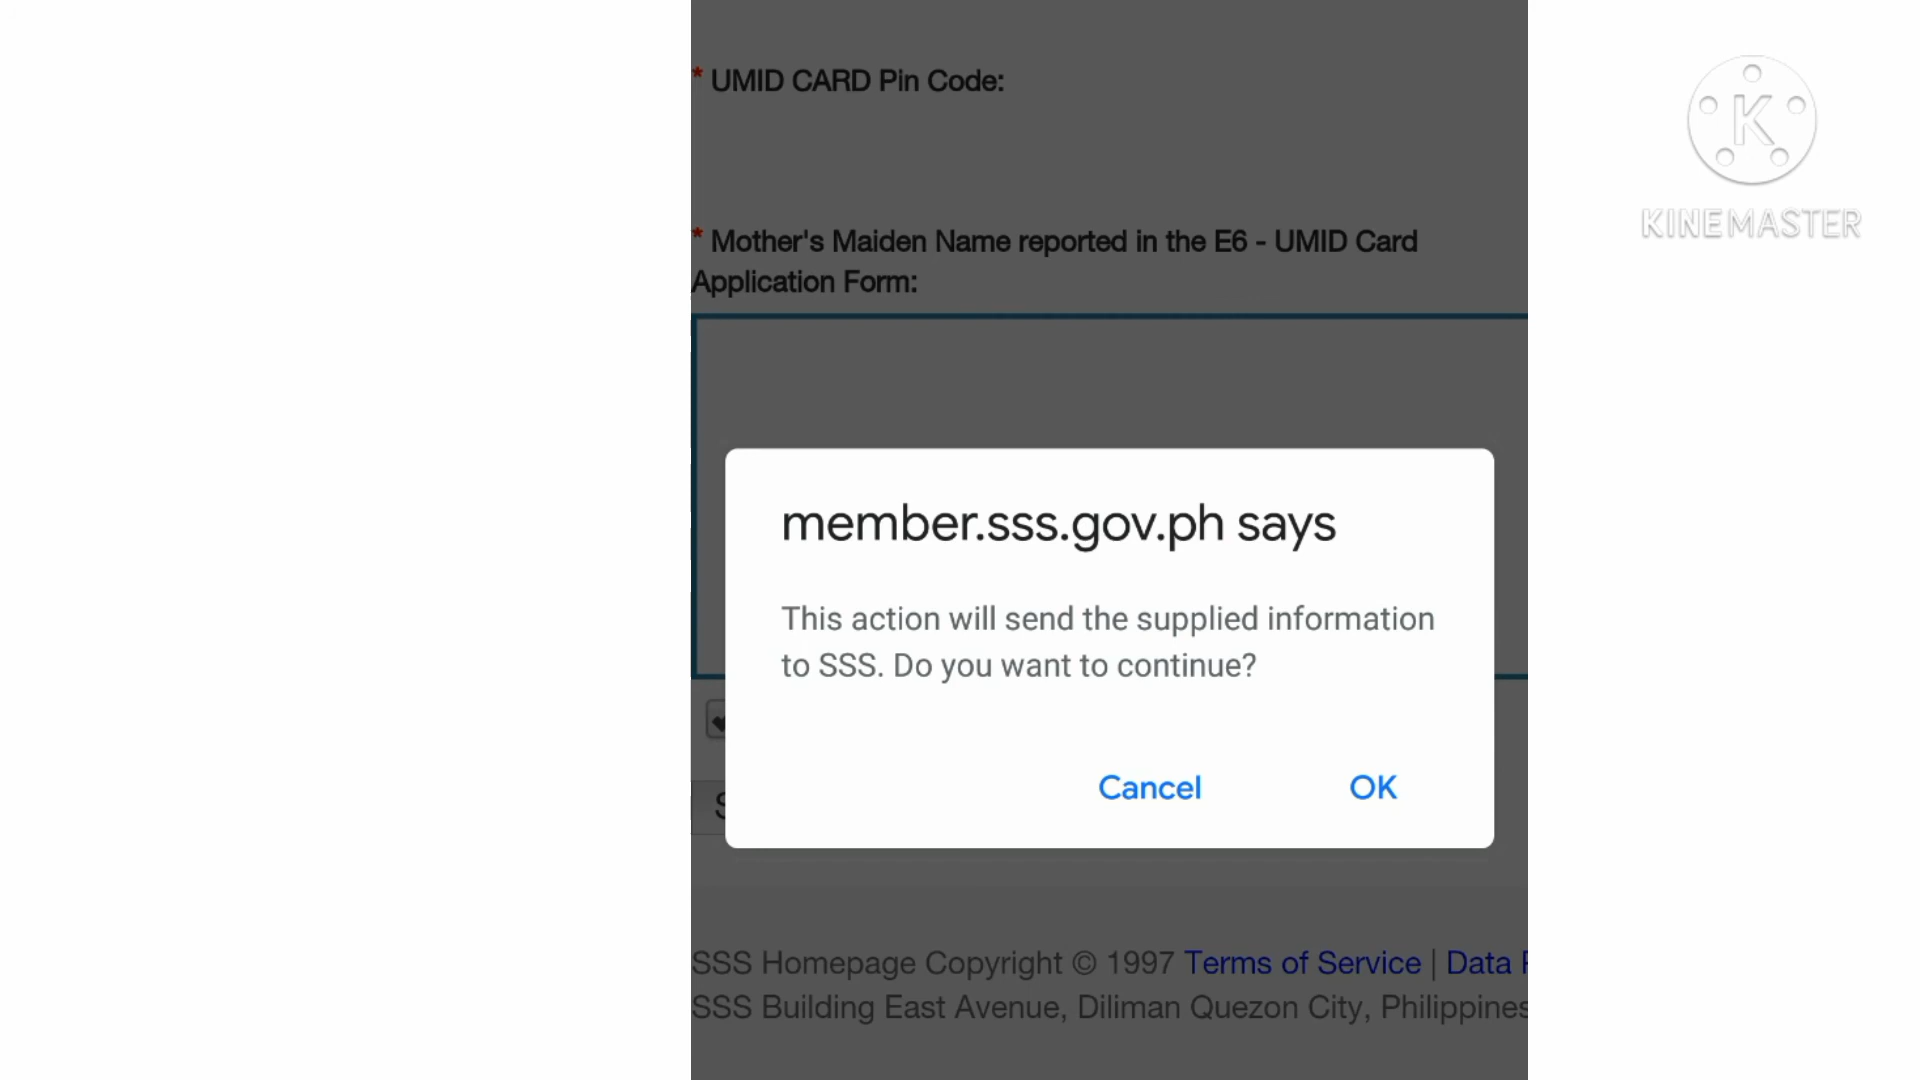 * UMID CARD Pin Code:
K
KINEMASTER
* Mother's Maiden Name reported in the E6 - UMID Card
Application Form:
member.sss.gov.ph says
This action will send the supplied information
to SSS. Do you want to continue?
Cancel OK
S
SSS Homepage Copyright © 1997 Terms of Service | Data
SSS Building East Avenue, Diliman Quezon City, Philippines